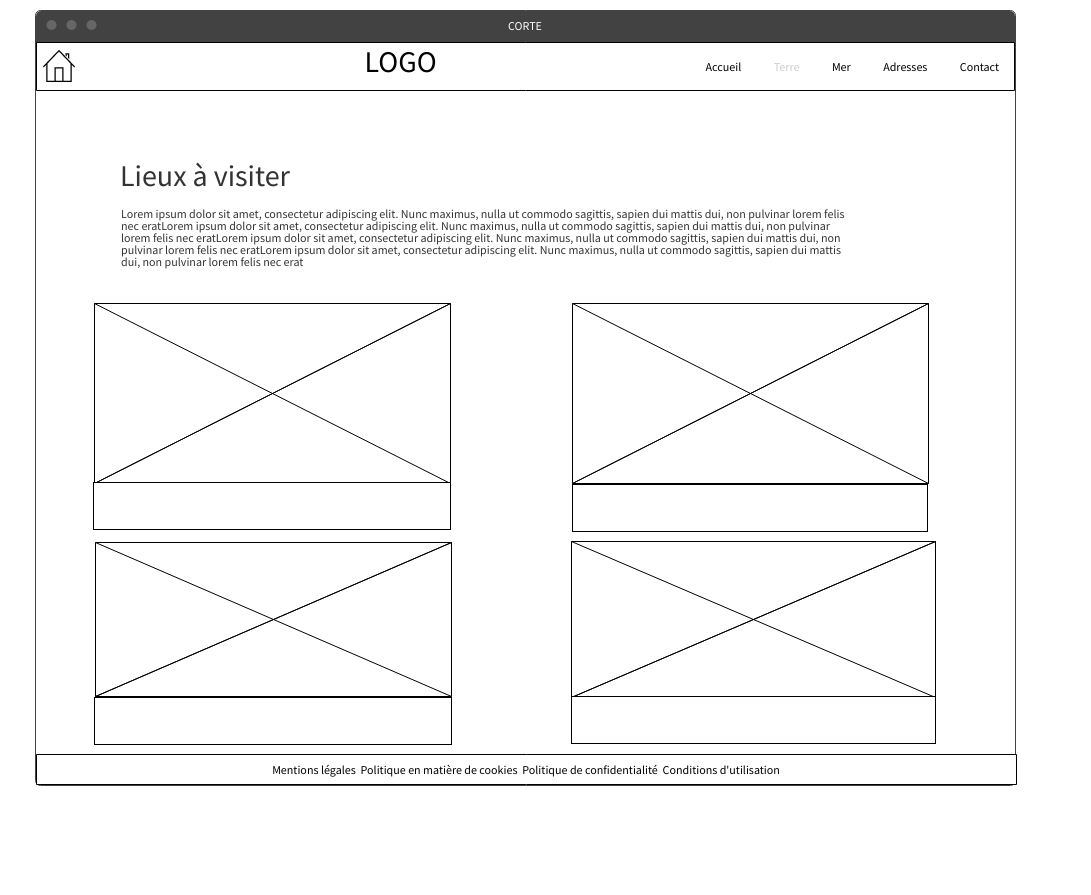 CORTE
LOGO
Accueil Terre Mer Adresses Contact
Lieux à visiter
Lorem ipsum dolor sit amet, consectetur adipiscing elit. Nunc maximus, nulla ut commodo sagittis, sapien dui mattis dui, non pulvinar lorem felis
nec eratLorem ipsum dolor sit amet, consectetur adipiscing elit. Nunc maximus, nulla ut commodo sagittis, sapien dui mattis dui, non pulvinar
lorem felis nec eratLorem ipsum dolor sit amet, consectetur adipiscing elit. Nunc maximus, nulla ut commodo sagittis, sapien dui mattis dui, non
pulvinar lorem felis nec eratLorem ipsum dolor sit amet, consectetur adipiscing elit. Nunc maximus, nulla ut commodo sagittis, sapien dui mattis
dui, non pulvinar lorem felis nec erat
Mentions légales Politique en matière de cookies Politique de confidentialité Conditions d'utilisation